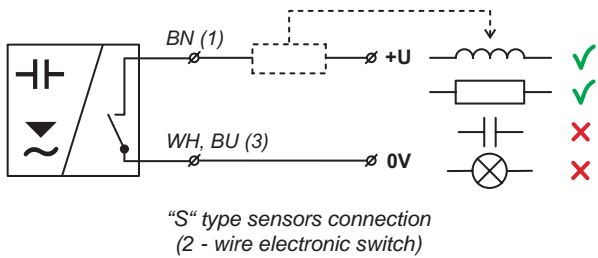 BN (1)
+U
WH, BU (3)
0V
“S“ type sensors connection
(2 - wire electronic switch)